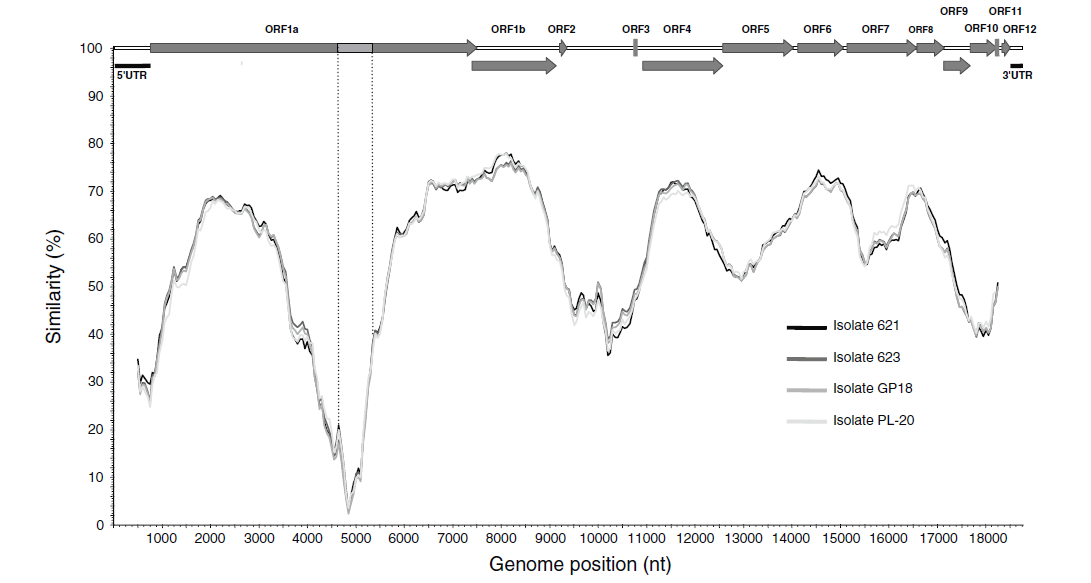 ORF9 ORF11
ORF1a ORF1b ORF2 ORF3 ORF4 ORF5 ORF6 ORF7 ORF8 ORF10 ORF12
5'UTR 3'UTR
100
90
80
70
60
50
40
30
20
10
0
Similarity (%)
Isolate 621
Isolate 623
Isolate GP18
Isolate PL-20
1000 2000 3000 4000 5000 6000 7000 8000 9000 10000 11000 12000 13000 14000 15000 16000 17000 18000
Genome position (nt)